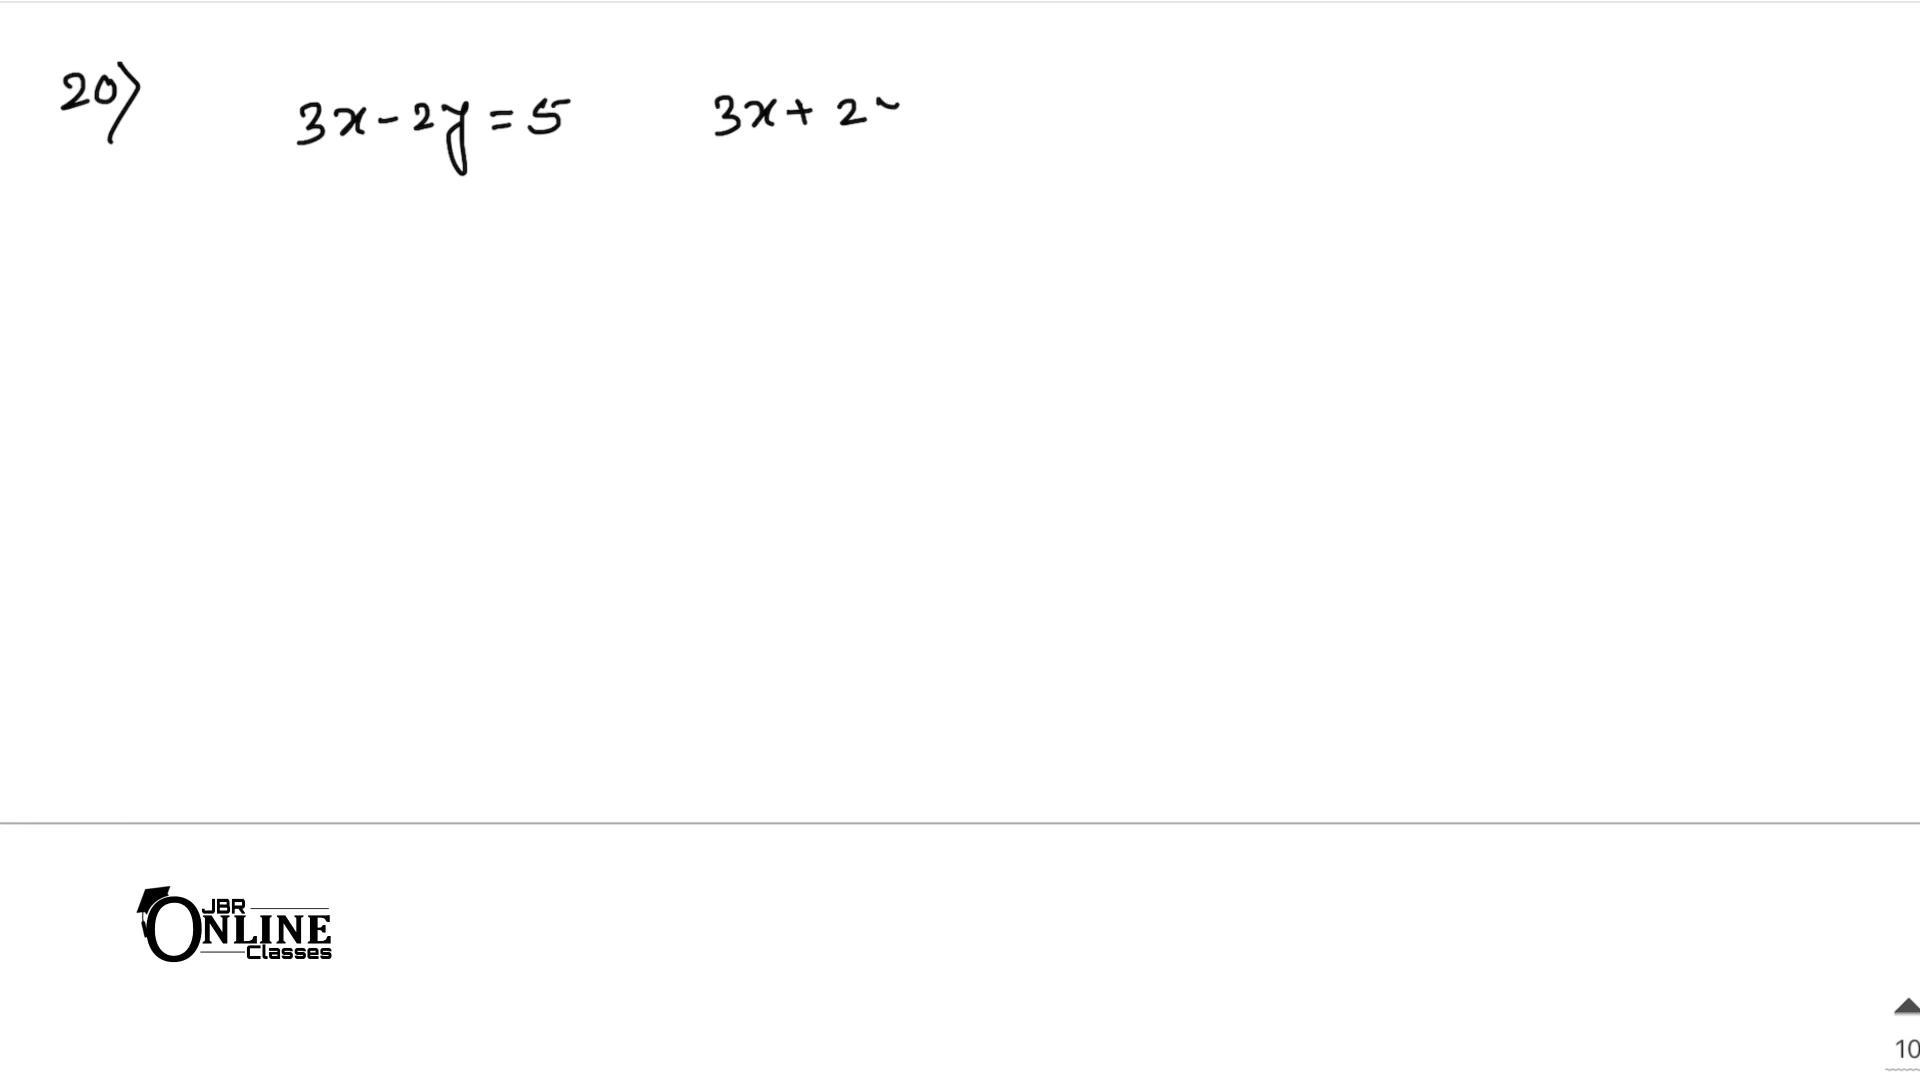 20)
3x - 2y = 5 3x + 2
JBR
ONLINE
Classes
10